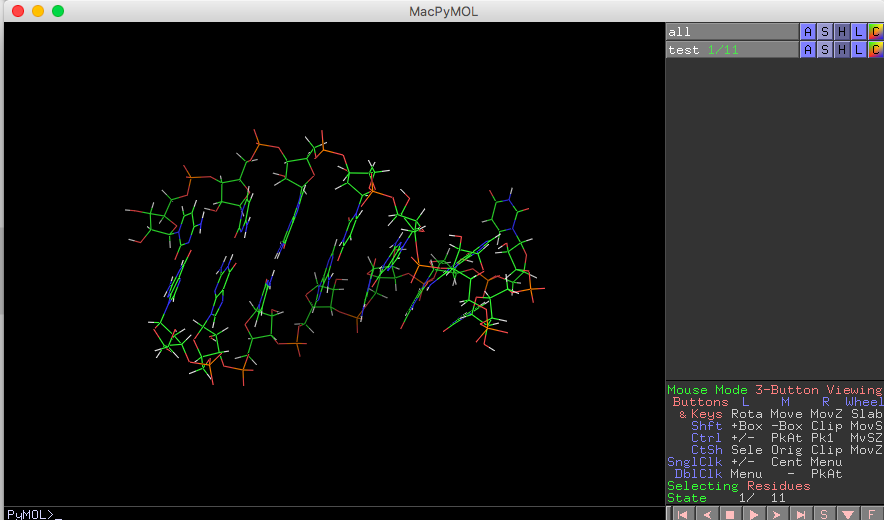 MacPyMOL
all A S H L C
test 1/11 A S H L C
Mouse Mode 3-Button Viewing
Buttons L M R Wheel
& Keys Rota Move MovZ Slab
Shft +Box -Box Clip MovS
Ctrl +/- PkAt Pk1 MvSZ
CtSh Sele Orig Clip MovZ
SnglClk +/- Cent Menu
DblClk Menu - PkAt
Selecting Residues
State 1/ 11
PyMOL>_ S F